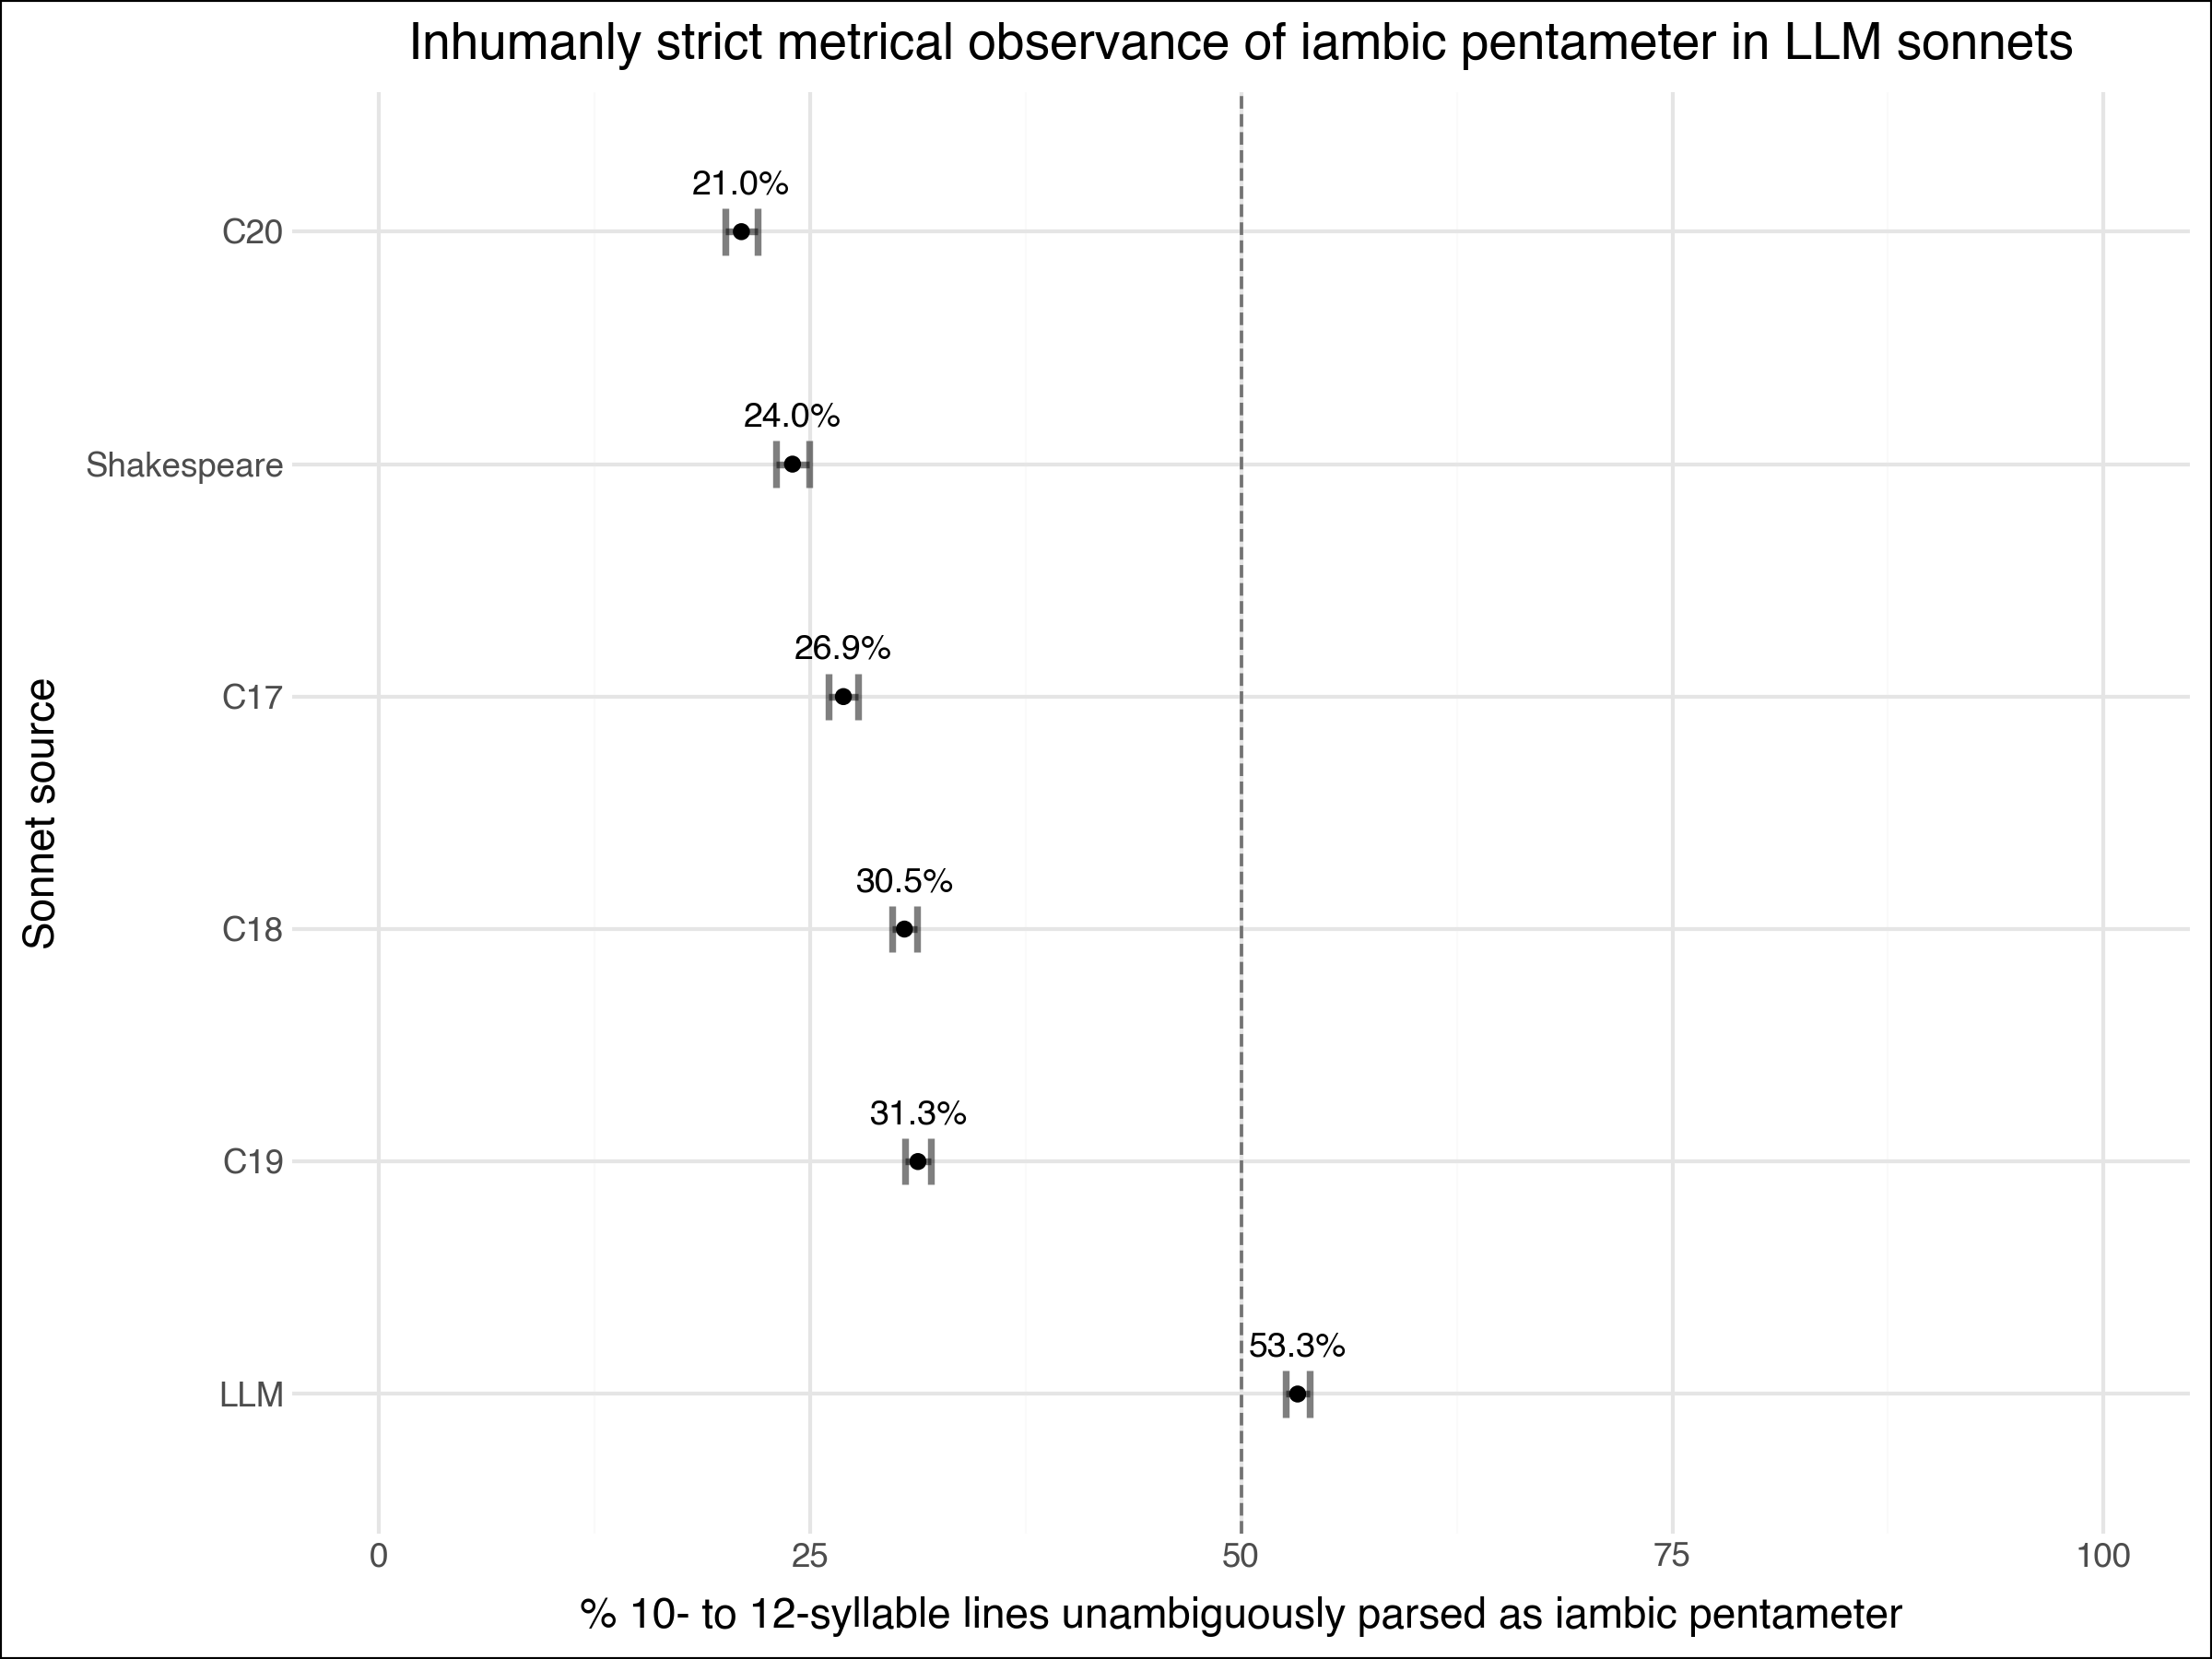 Inhumanly strict metrical observance of iambic pentameter in LLM sonnets
21.0%
C20
24.0%
Shakespeare
26.9%
C17
Sonnet source
30.5%
C18
31.3%
C19
53.3%
LLM
0 25 50 75 100
% 10- to 12-syllable lines unambiguously parsed as iambic pentameter